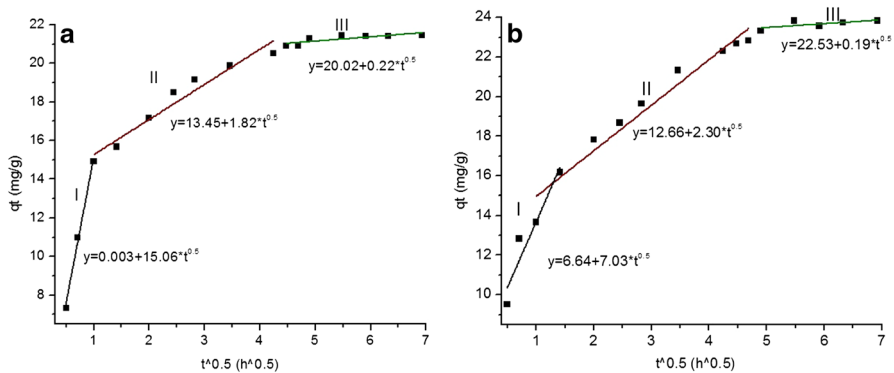 a
22
20
18
16
14
12
10
8
qt (mg/g)
I
II
III
y=0.003+15.06*t^0.5
y=13.45+1.82*t^0.5
y=20.02+0.22*t^0.5
1 2 3 4 5 6 7
t^0.5 (h^0.5)
b
24
22
20
18
16
14
12
10
qt (mg/g)
I
II
III
y=6.64+7.03*t^0.5
y=12.66+2.30*t^0.5
y=22.53+0.19*t^0.5
1 2 3 4 5 6 7
t^0.5 (h^0.5)